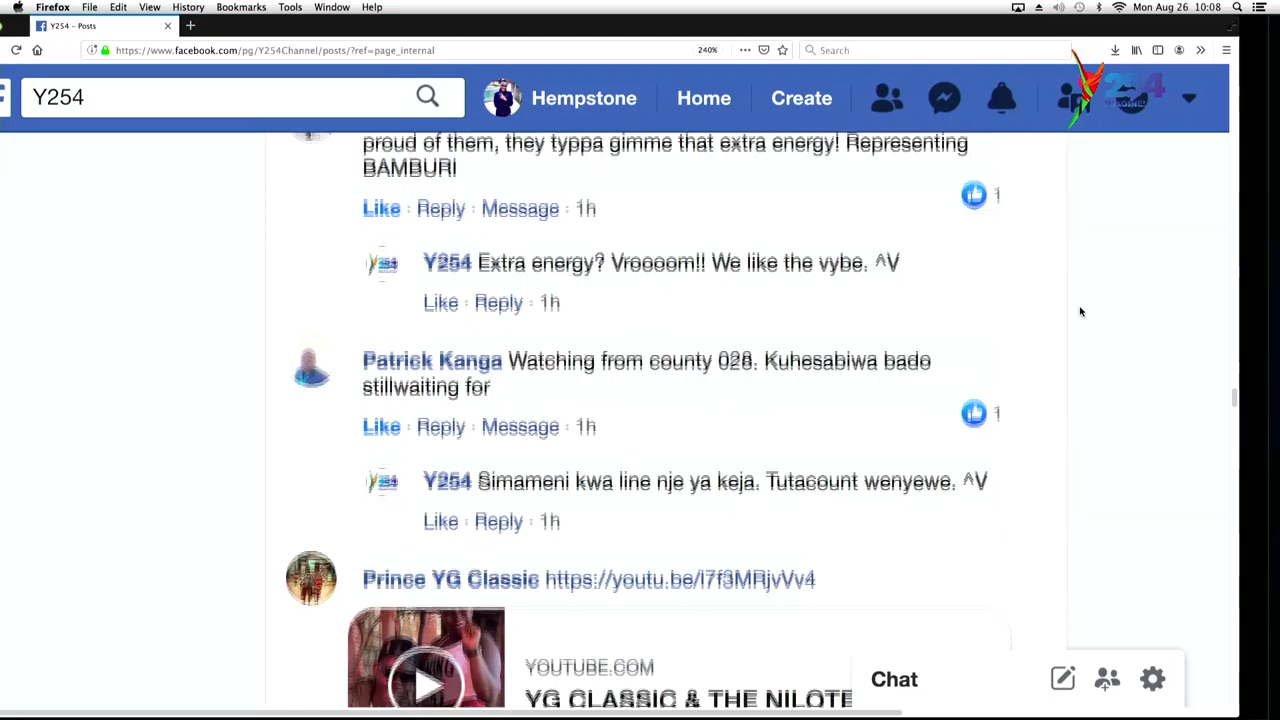 Firefox File Edit View History Bookmarks Tools Window Help Mon Aug 26 10:08
Y254 - Posts
https://www.facebook.com/pg/Y254Channel/posts/?ref=page_internal 240% Search
Y254 Hempstone Home Create
proud of them, they typpa gimme that extra energy! Representing
BAMBURI
1
Like · Reply · Message · 1h
Y254 Extra energy? Vroooom!! We like the vybe. ^V
Like · Reply · 1h
Patrick Kanga Watching from county 028. Kuhesabiwa bado
stillwaiting for
1
Like · Reply · Message · 1h
Y254 Simameni kwa line nje ya keja. Tutacount wenyewe. ^V
Like · Reply · 1h
Prince YG Classic https://youtu.be/l7f3MRjvVv4
YOUTUBE.COM
YG CLASSIC & THE NILOTE
Chat